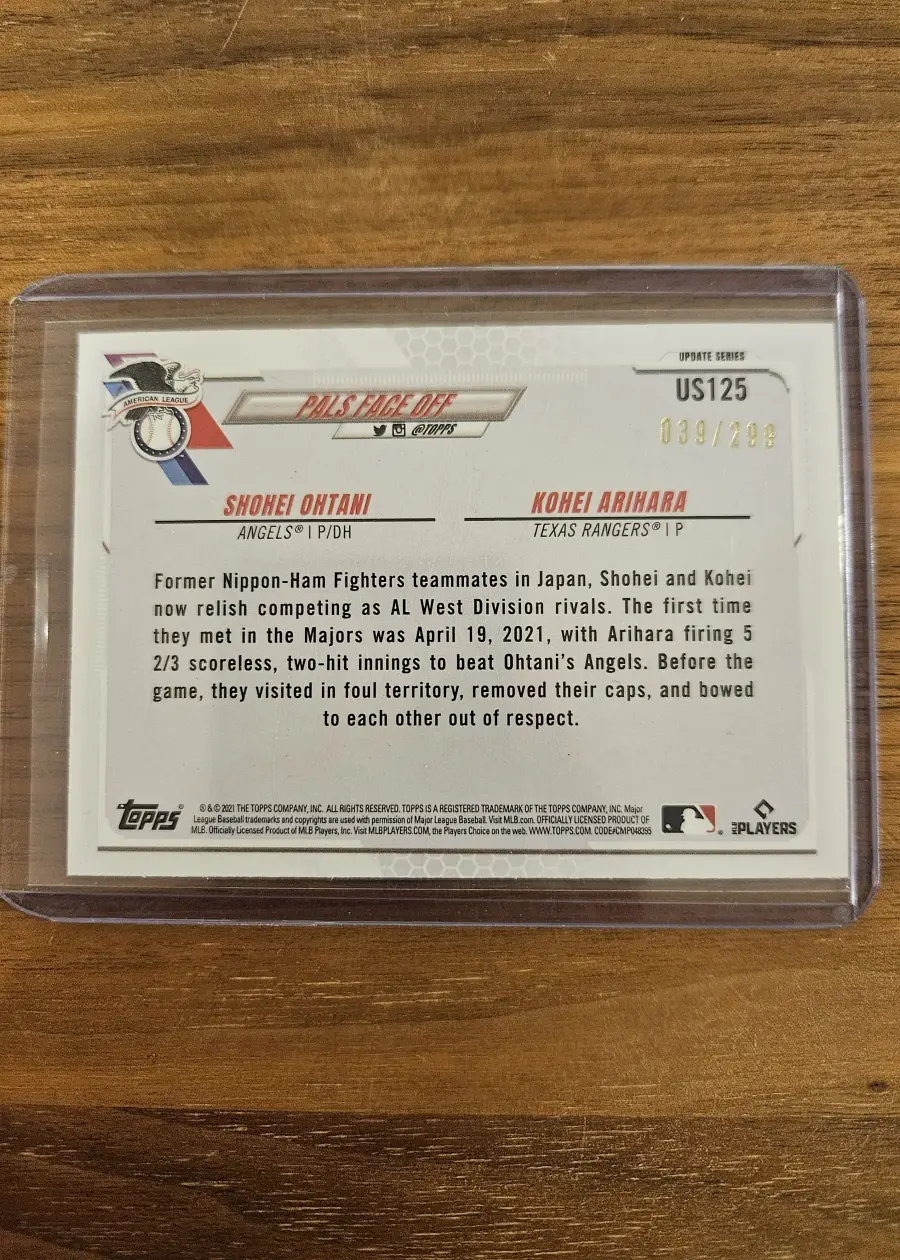 UPDATE SERIES
US125
039/299
AMERICAN LEAGUE
PALS FACE OFF
@TOPPS
SHOHEI OHTANI
ANGELS® | P/DH
KOHEI ARIHARA
TEXAS RANGERS® | P
Former Nippon-Ham Fighters teammates in Japan, Shohei and Kohei
now relish competing as AL West Division rivals. The first time
they met in the Majors was April 19, 2021, with Arihara firing 5
2/3 scoreless, two-hit innings to beat Ohtani's Angels. Before the
game, they visited in foul territory, removed their caps, and bowed
to each other out of respect.
Topps®
® & © 2021 THE TOPPS COMPANY, INC. ALL RIGHTS RESERVED. TOPPS IS A REGISTERED TRADEMARK OF THE TOPPS COMPANY, INC. Major
League Baseball trademarks and copyrights are used with permission of Major League Baseball. Visit MLB.com. OFFICIALLY LICENSED PRODUCT OF
MLB. Officially Licensed Product of MLB Players, Inc. Visit MLBPLAYERS.COM, the Players Choice on the web. WWW.TOPPS.COM. CODE#CMP048395
MLB PLAYERS